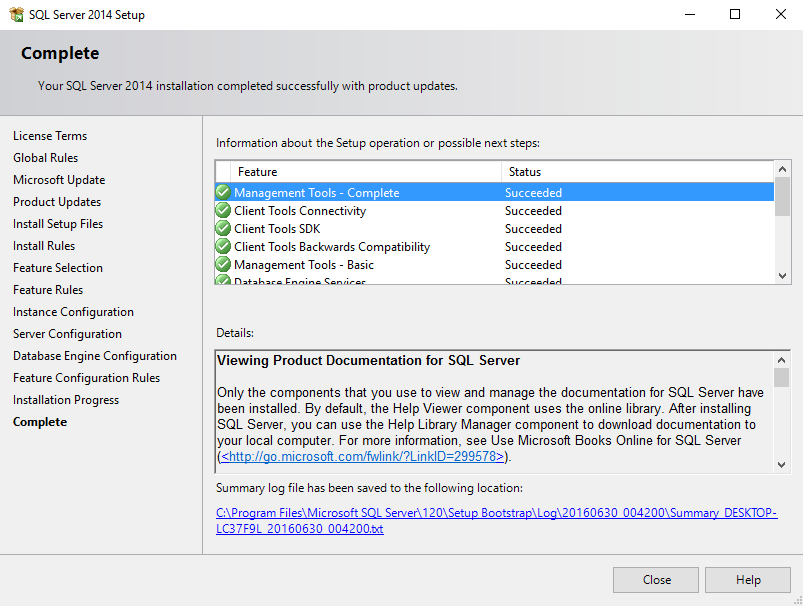 SQL Server 2014 Setup
Complete
Your SQL Server 2014 installation completed successfully with product updates.
License Terms
Global Rules
Microsoft Update
Product Updates
Install Setup Files
Install Rules
Feature Selection
Feature Rules
Instance Configuration
Server Configuration
Database Engine Configuration
Feature Configuration Rules
Installation Progress
Complete
Information about the Setup operation or possible next steps:
Feature Status
Management Tools - Complete Succeeded
Client Tools Connectivity Succeeded
Client Tools SDK Succeeded
Client Tools Backwards Compatibility Succeeded
Management Tools - Basic Succeeded
Database Engine Services Succeeded
Details:
Viewing Product Documentation for SQL Server
Only the components that you use to view and manage the documentation for SQL Server have
been installed. By default, the Help Viewer component uses the online library. After installing
SQL Server, you can use the Help Library Manager component to download documentation to
your local computer. For more information, see Use Microsoft Books Online for SQL Server
(<http://go.microsoft.com/fwlink/?LinkID=299578>).
Summary log file has been saved to the following location:
C:\Program Files\Microsoft SQL Server\120\Setup Bootstrap\Log\20160630_004200\Summary_DESKTOP-
LC37F9L_20160630_004200.txt
Close Help